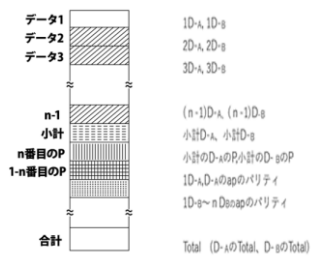 データ1
1D-A, 1D-B
データ2
2D-A, 2D-B
データ3
3D-A, 3D-B
n-1
(n-1)D-A, (n-1)D-B
小計
小計D-A、小計D-B
n番目のP
小計のD-AのP,小計のD-BのP
1-n番目のP
1D-A,D-Aのapのパリティ
1D-B~nDBのapのパリティ
合計
Total (D-AのTotal、D-BのTotal)